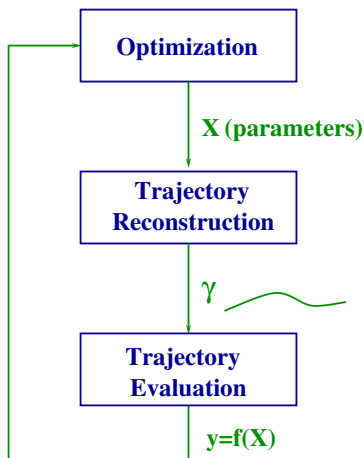 Optimization
X (parameters)
Trajectory
Reconstruction
γ
Trajectory
Evaluation
y=f(X)